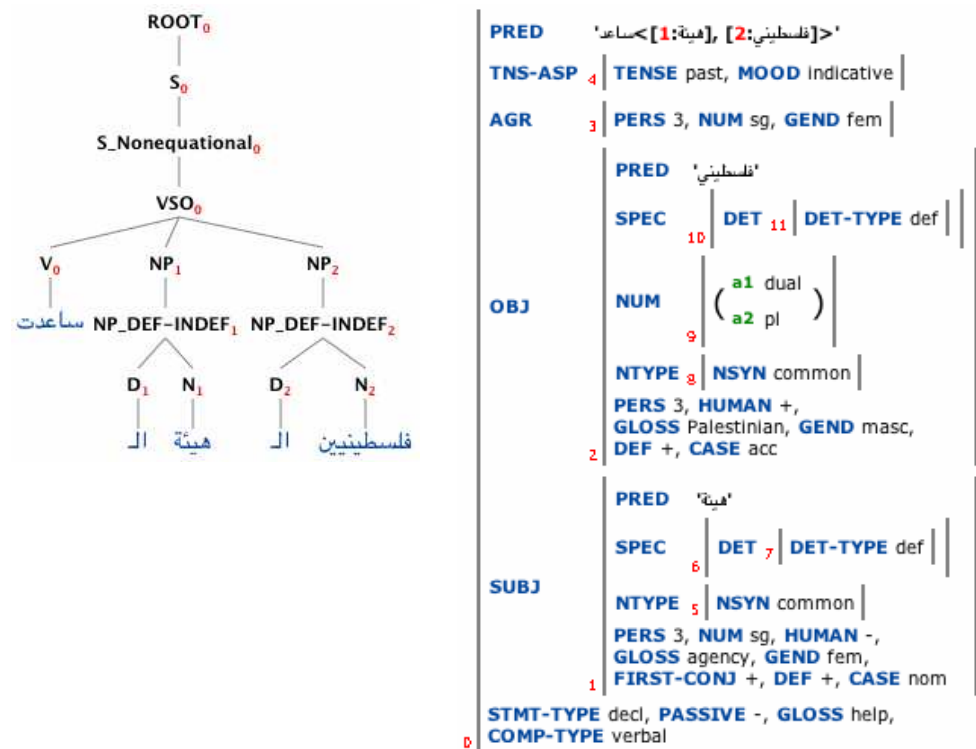 ROOT0
S0
S_Nonequational0
VSO0
V0 NP1 NP2
ساعدت NP_DEF-INDEF1 NP_DEF-INDEF2
D1 N1 D2 N2
الـ هيئة الـ فلسطينيين
PRED 'ساعد<[1:هيئة], [2:فلسطيني]>'
TNS-ASP 4 TENSE past, MOOD indicative
AGR 3 PERS 3, NUM sg, GEND fem
PRED 'فلسطيني'
SPEC 10 DET 11 DET-TYPE def
OBJ NUM 9 ( a1 dual
a2 pl )
NTYPE 8 NSYN common
PERS 3, HUMAN +,
GLOSS Palestinian, GEND masc,
2 DEF +, CASE acc
PRED 'هيئة'
SPEC 6 DET 7 DET-TYPE def
SUBJ
NTYPE 5 NSYN common
PERS 3, NUM sg, HUMAN -,
GLOSS agency, GEND fem,
1 FIRST-CONJ +, DEF +, CASE nom
STMT-TYPE decl, PASSIVE -, GLOSS help,
0 COMP-TYPE verbal